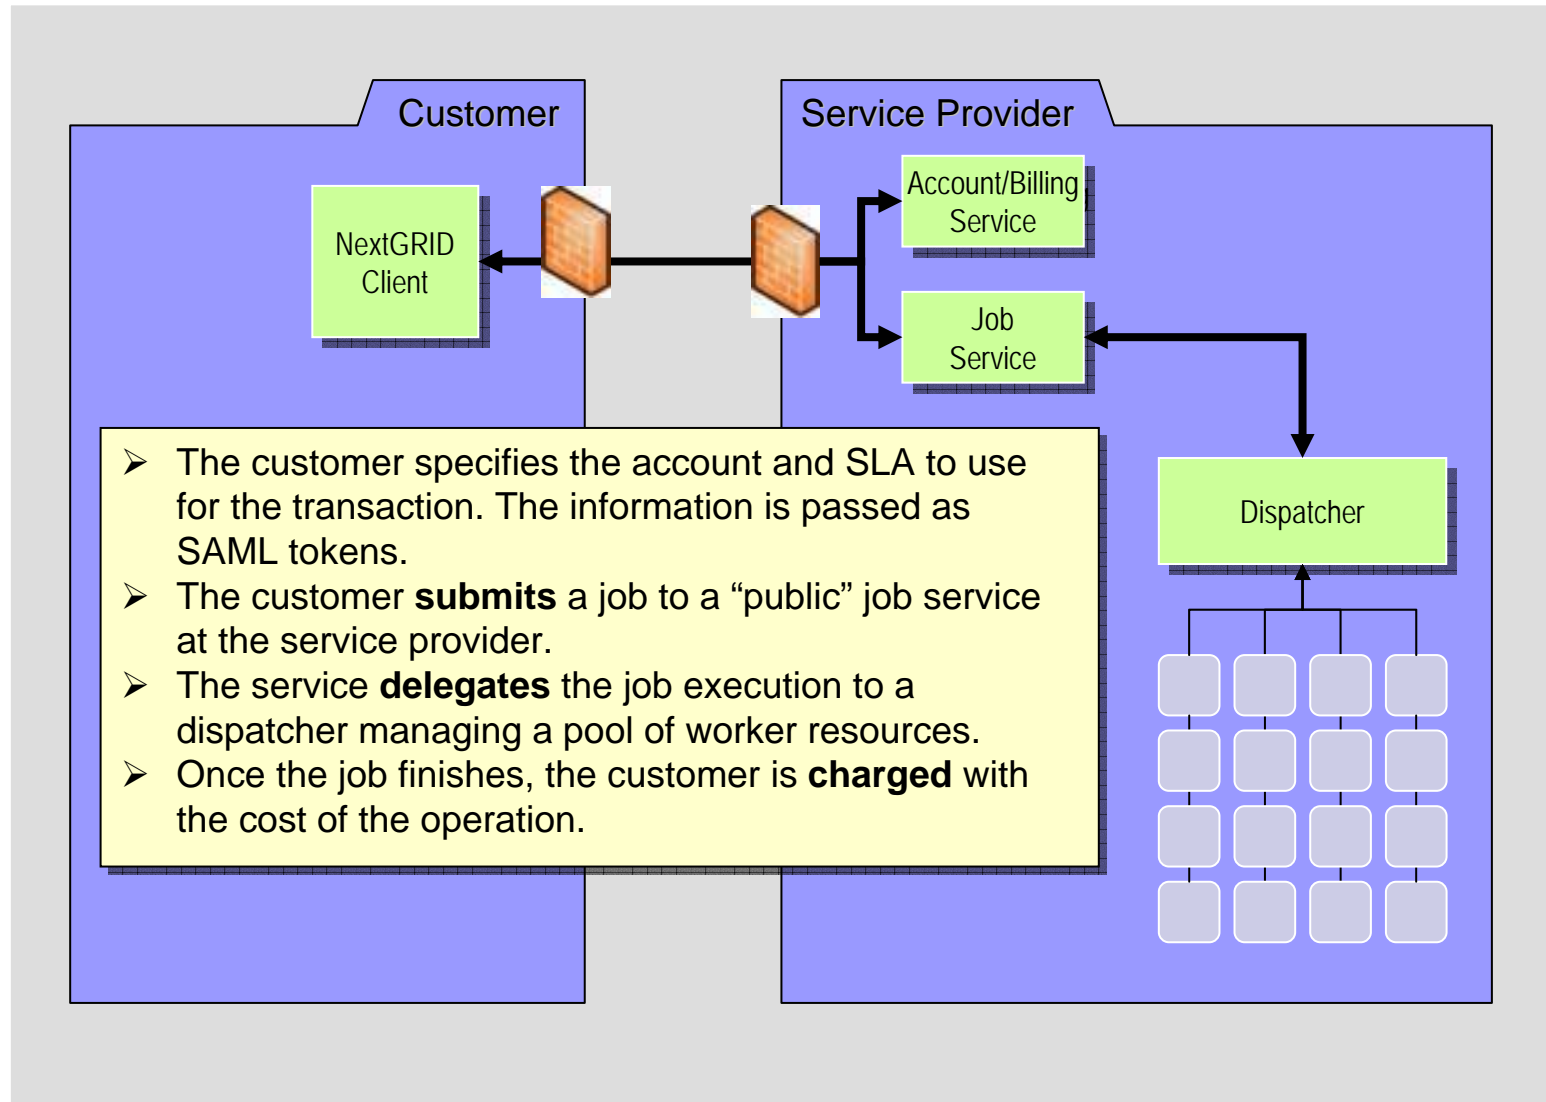 Customer
Service Provider
NextGRID
Client
Account/Billing
Service
Job
Service
Dispatcher
➢ The customer specifies the account and SLA to use
for the transaction. The information is passed as
SAML tokens.
➢ The customer submits a job to a “public” job service
at the service provider.
➢ The service delegates the job execution to a
dispatcher managing a pool of worker resources.
➢ Once the job finishes, the customer is charged with
the cost of the operation.